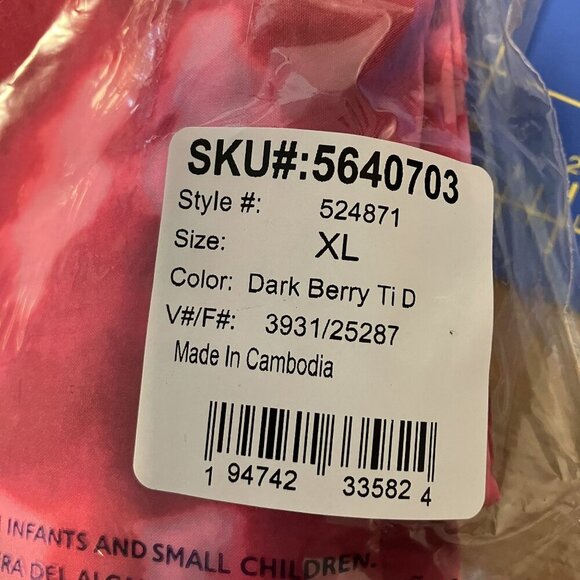 SKU#:5640703
Style #: 524871
Size: XL
Color: Dark Berry Ti D
V#/F#: 3931/25287
Made In Cambodia
1 94742 33582 4
INFANTS AND SMALL CHILDREN.
DEL